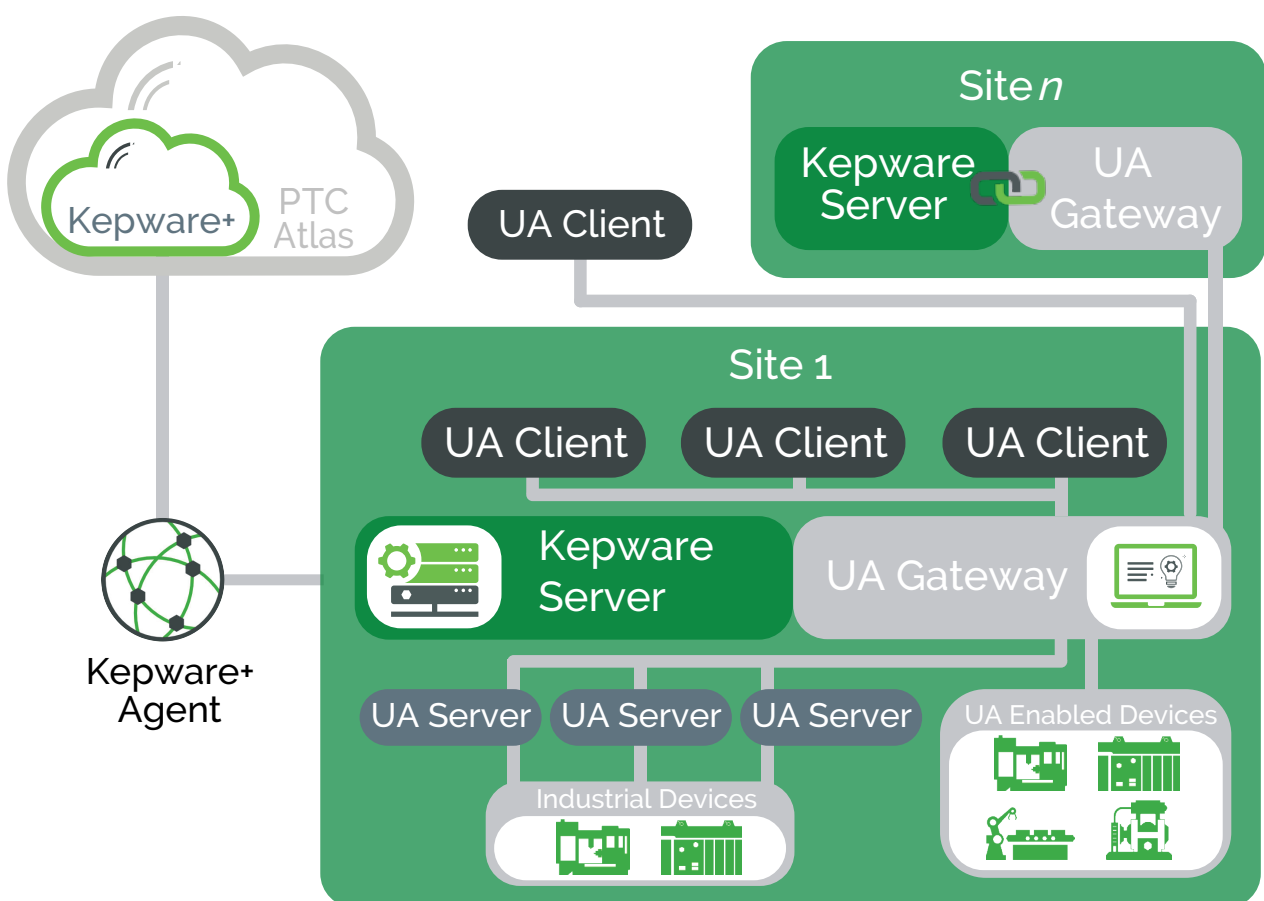 Kepware+
PTC
Atlas
UA Client
Site n
Kepware
Server
UA
Gateway
Site 1
UA Client
UA Client
UA Client
Kepware
Server
UA Gateway
Kepware+
Agent
UA Server
UA Server
UA Server
UA Enabled Devices
Industrial Devices